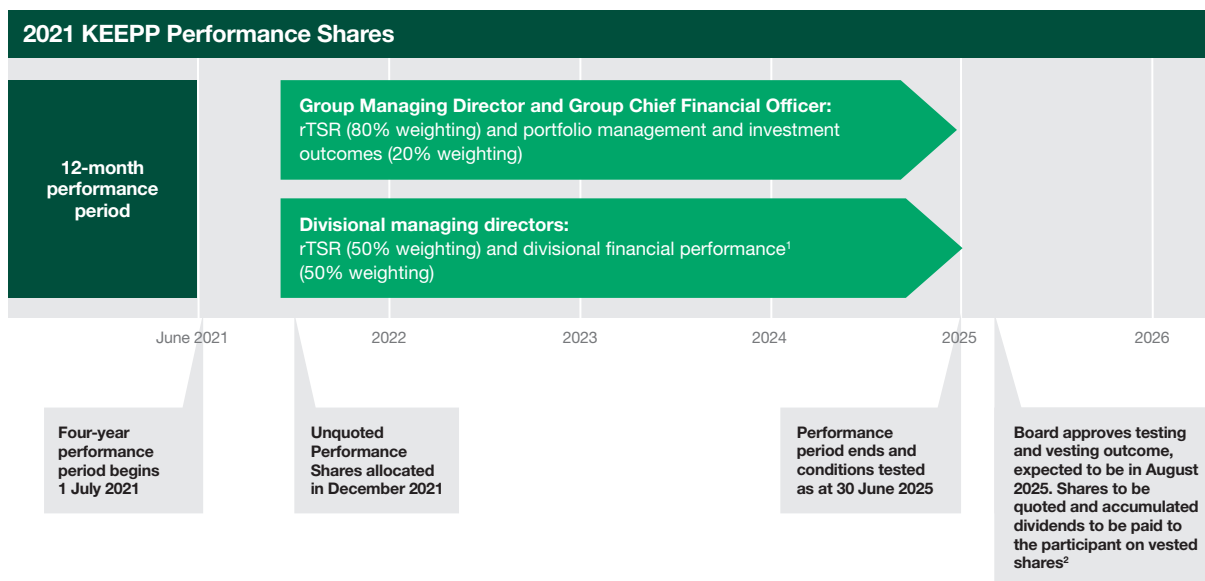 2021 KEEPP Performance Shares
12-month
performance
period
Group Managing Director and Group Chief Financial Officer:
rTSR (80% weighting) and portfolio management and investment
outcomes (20% weighting)
Divisional managing directors:
rTSR (50% weighting) and divisional financial performance¹
(50% weighting)
June 2021
2022
2023
2024
2025
2026
Four-year
performance
period begins
1 July 2021
Unquoted
Performance
Shares allocated
in December 2021
Performance
period ends and
conditions tested
as at 30 June 2025
Board approves testing
and vesting outcome,
expected to be in August
2025. Shares to be
quoted and accumulated
dividends to be paid to
the participant on vested
shares²